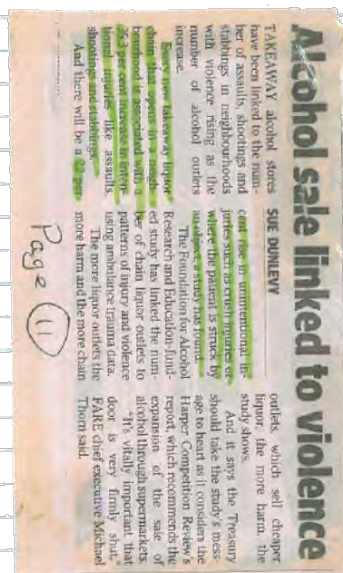 Alcohol sale linked to violence
TAKEAWAY alcohol stores
have been linked to the num-
ber of assaults, shootings and
stabbings in neighbourhoods
with violence rising as the
number of alcohol outlets
increase.
Every new takeaway liquor
chain that opens in a neigh-
bourhood is associated with a
26.3 per cent increase in inten-
tional injuries like assaults,
shootings and stabbings.
And there will be a 22 per
SUE DUNLEVY
cent rise in unintentional in-
juries such as crush injuries or
where the patient is struck by
an object, a study has found.
The Foundation for Alcohol
Research and Education-fund-
ed study has linked the num-
ber of chain liquor outlets to
patterns of injury and violence
using ambulance trauma data.
The more liquor outlets the
more harm and the more chain
outlets, which sell cheaper
liquor, the more harm, the
study shows.
And it says the Treasury
should take the study's mess-
age to heart as it considers the
Harper Competition Review's
report, which recommends the
expansion of the sale of
alcohol through supermarkets.
"It's vitally important that
door is very firmly shut,"
FARE chief executive Michael
Thorn said.
Page 11